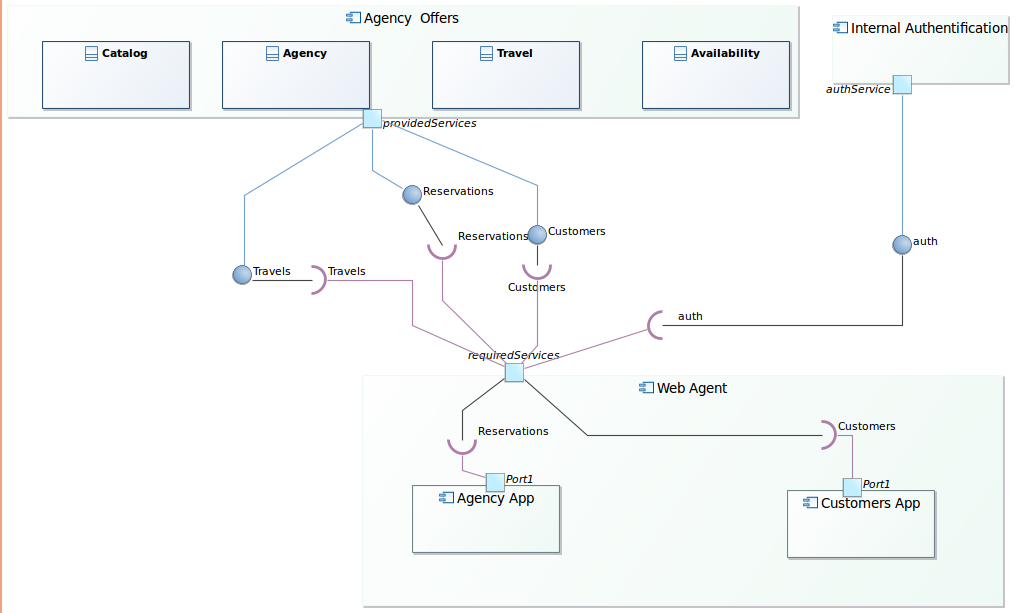 Agency  Offers
Internal Authentification
Catalog
Agency
Travel
Availability
authService
providedServices
Reservations
Reservations
Customers
auth
Travels
Travels
Customers
auth
requiredServices
Web Agent
Reservations
Customers
Port1
Port1
Agency App
Customers App